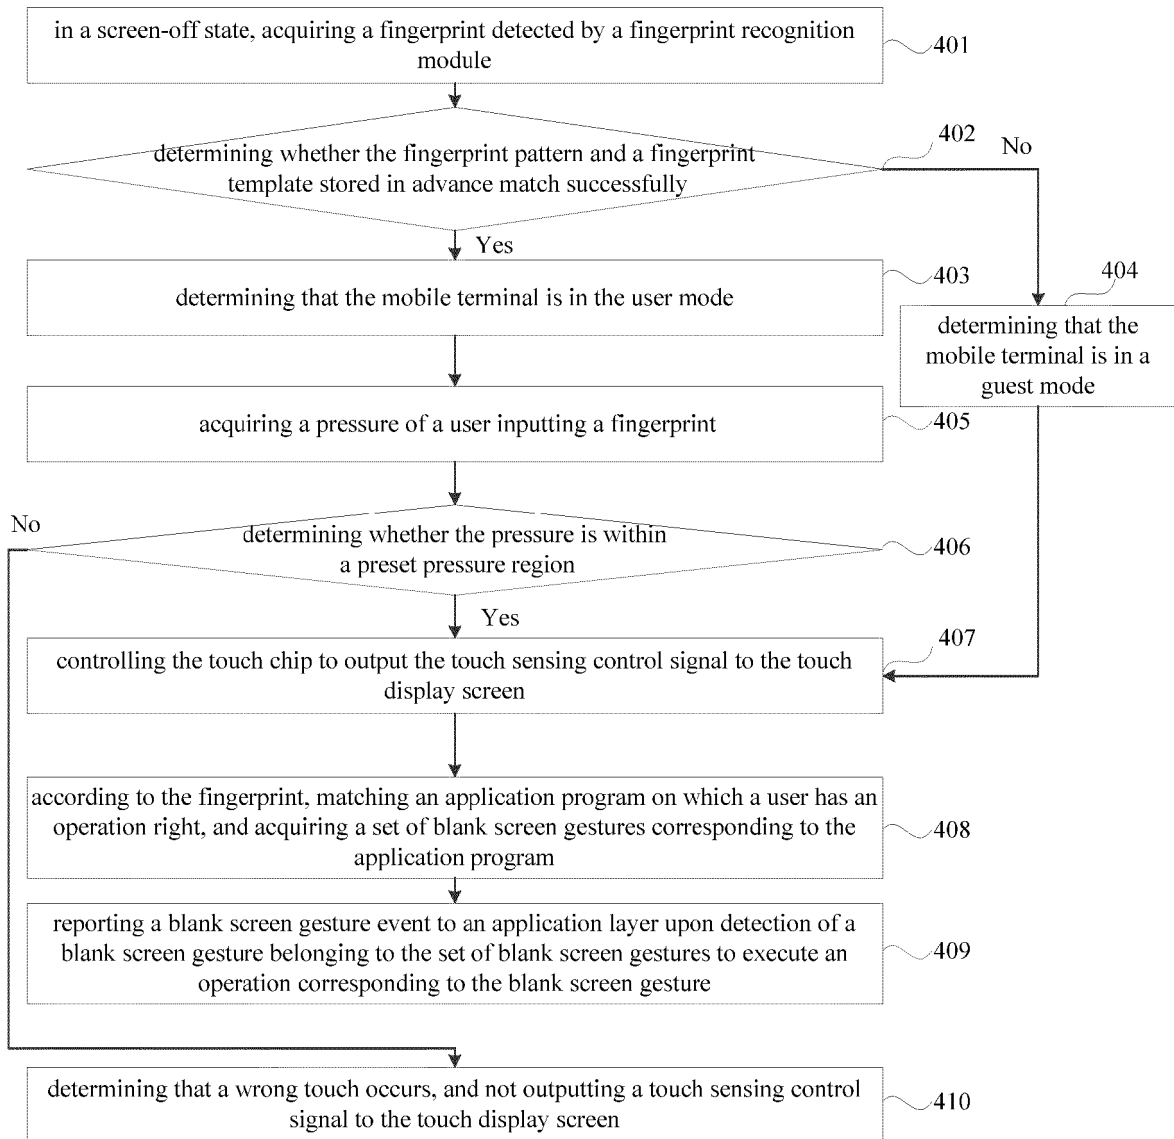 in a screen-off state, acquiring a fingerprint detected by a fingerprint recognition
module
401
determining whether the fingerprint pattern and a fingerprint
template stored in advance match successfully
402
No
Yes
determining that the mobile terminal is in the user mode
403
404
determining that the
mobile terminal is in a
guest mode
acquiring a pressure of a user inputting a fingerprint
405
No
determining whether the pressure is within
a preset pressure region
406
Yes
controlling the touch chip to output the touch sensing control signal to the touch
display screen
407
according to the fingerprint, matching an application program on which a user has an
operation right, and acquiring a set of blank screen gestures corresponding to the
application program
408
reporting a blank screen gesture event to an application layer upon detection of a
blank screen gesture belonging to the set of blank screen gestures to execute an
operation corresponding to the blank screen gesture
409
determining that a wrong touch occurs, and not outputting a touch sensing control
signal to the touch display screen
410